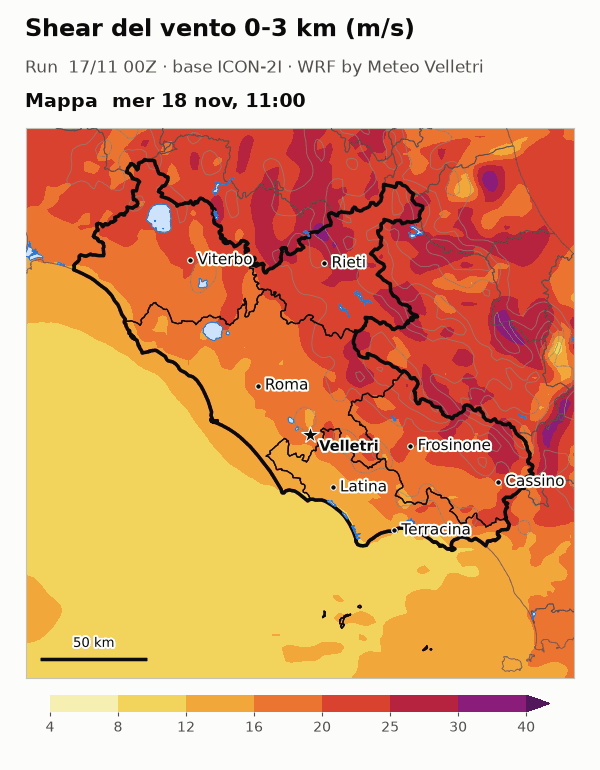 Shear del vento 0-3 km (m/s)
Run  17/11 00Z · base ICON-2I · WRF by Meteo Velletri
Mappa  mer 18 nov, 11:00
Viterbo
Rieti
Roma
Velletri
Frosinone
Cassino
Latina
Terracina
50 km
4 8 12 16 20 25 30 40